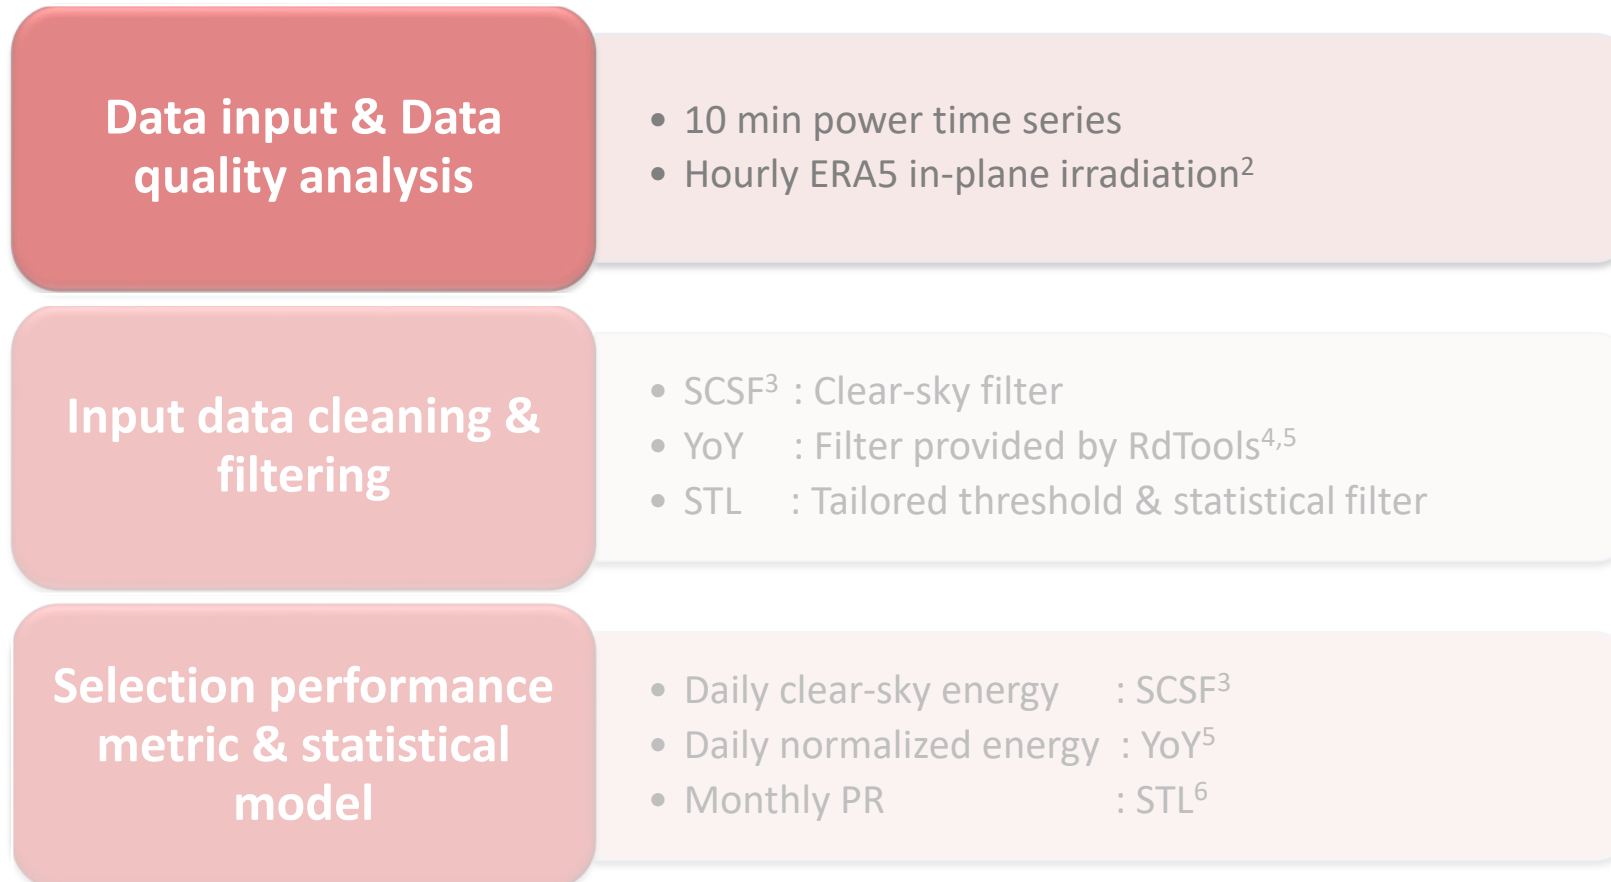 Data input & Data
quality analysis
• 10 min power time series
• Hourly ERA5 in-plane irradiation²
Input data cleaning &
filtering
• SCSF³ : Clear-sky filter
• YoY : Filter provided by RdTools⁴,⁵
• STL : Tailored threshold & statistical filter
Selection performance
metric & statistical
model
• Daily clear-sky energy : SCSF³
• Daily normalized energy : YoY⁵
• Monthly PR : STL⁶